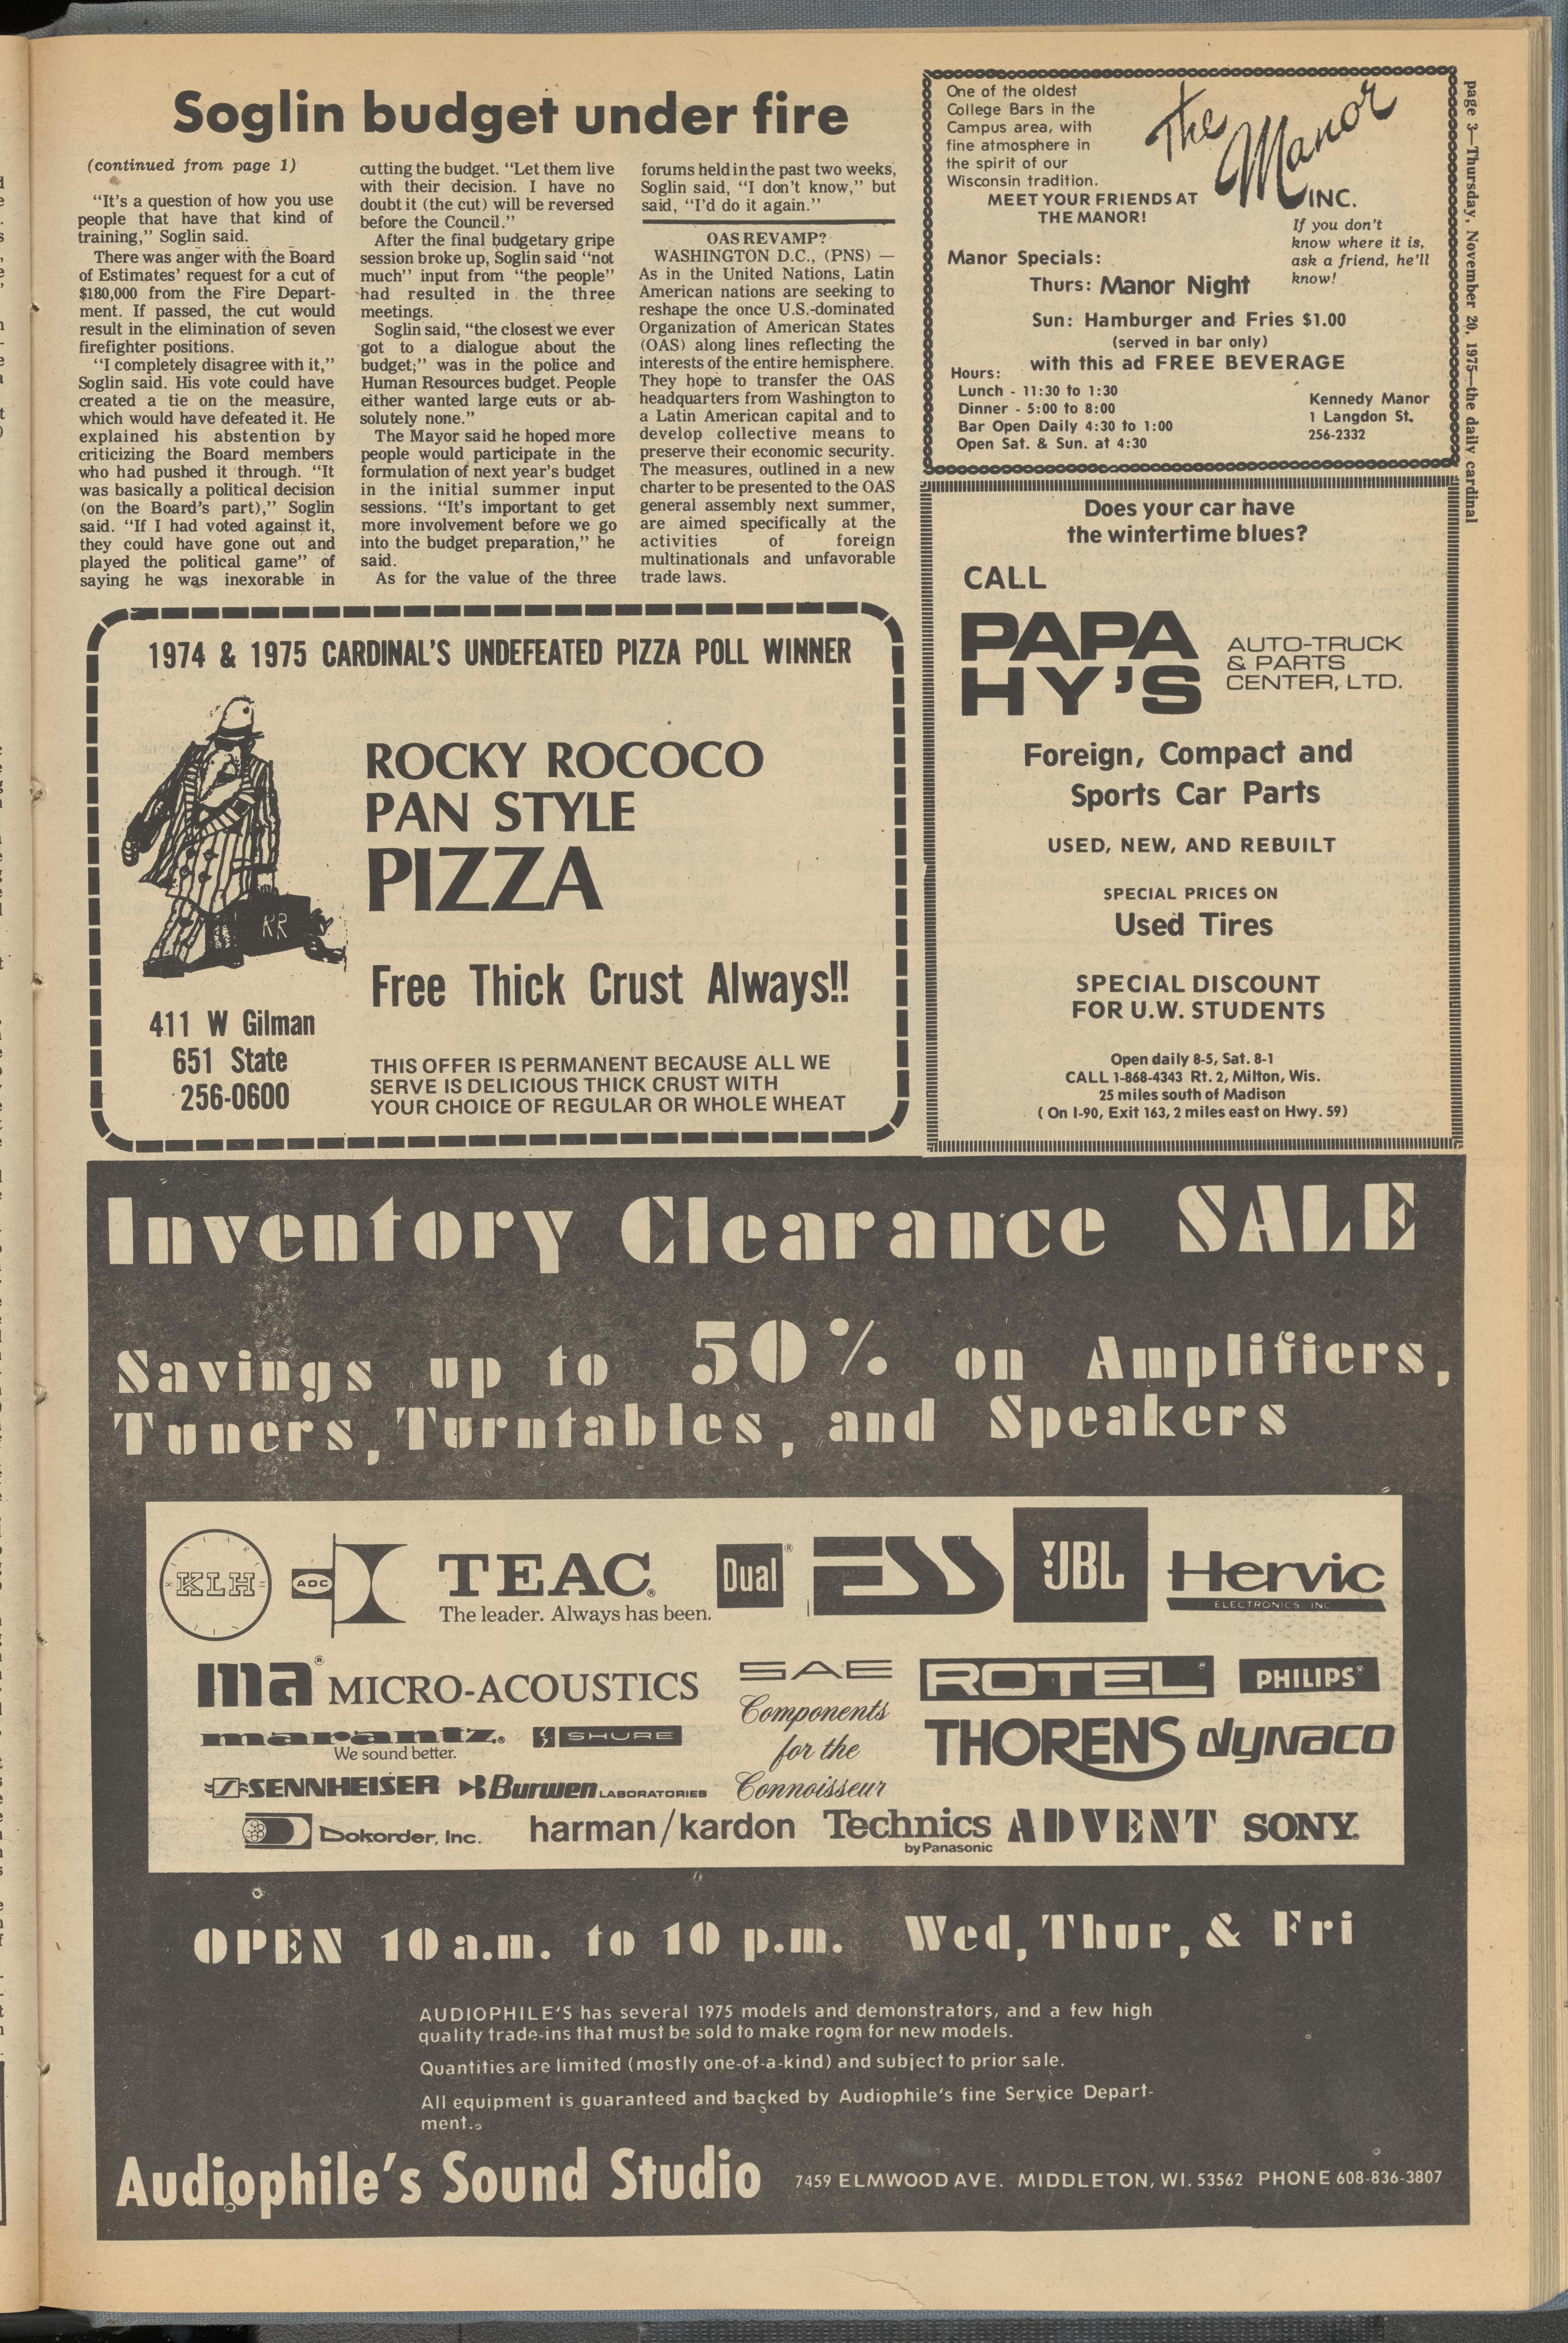 Soglin budget under fire
(continued from page 1)
"It's a question of how you use
people that have that kind of
training," Soglin said.
There was anger with the Board
of Estimates' request for a cut of
$180,000 from the Fire Depart-
ment. If passed, the cut would
result in the elimination of seven
firefighter positions.
"I completely disagree with it,"
Soglin said. His vote could have
created a tie on the measure,
which would have defeated it. He
explained his abstention by
criticizing the Board members
who had pushed it through. "It
was basically a political decision
(on the Board's part)," Soglin
said. "If I had voted against it,
they could have gone out and
played the political game" of
saying he was inexorable in
cutting the budget. "Let them live
with their decision. I have no
doubt it (the cut) will be reversed
before the Council."
After the final budgetary gripe
session broke up, Soglin said "not
much" input from "the people"
had resulted in the three
meetings.
Soglin said, "the closest we ever
got to a dialogue about the
budget;" was in the police and
Human Resources budget. People
either wanted large cuts or ab-
solutely none."
The Mayor said he hoped more
people would participate in the
formulation of next year's budget
in the initial summer input
sessions. "It's important to get
more involvement before we go
into the budget preparation," he
said.
As for the value of the three
forums held in the past two weeks,
Soglin said, "I don't know," but
said, "I'd do it again."
OAS REVAMP?
WASHINGTON D.C., (PNS) —
As in the United Nations, Latin
American nations are seeking to
reshape the once U.S.-dominated
Organization of American States
(OAS) along lines reflecting the
interests of the entire hemisphere.
They hope to transfer the OAS
headquarters from Washington to
a Latin American capital and to
develop collective means to
preserve their economic security.
The measures, outlined in a new
charter to be presented to the OAS
general assembly next summer,
are aimed specifically at the
activities of foreign
multinationals and unfavorable
trade laws.
One of the oldest
College Bars in the
Campus area, with
fine atmosphere in
the spirit of our
Wisconsin tradition.
The Manor
INC.
MEET YOUR FRIENDS AT
THE MANOR!
If you don't
know where it is,
ask a friend, he'll
know!
Manor Specials:
Thurs: Manor Night
Sun: Hamburger and Fries $1.00
(served in bar only)
with this ad FREE BEVERAGE
Hours:
Lunch - 11:30 to 1:30
Dinner - 5:00 to 8:00
Bar Open Daily 4:30 to 1:00
Open Sat. & Sun. at 4:30
Kennedy Manor
1 Langdon St.
256-2332
page 3—Thursday, November 20, 1975—the daily cardinal
Does your car have
the wintertime blues?
CALL
PAPA
HY'S
AUTO-TRUCK
& PARTS
CENTER, LTD.
Foreign, Compact and
Sports Car Parts
USED, NEW, AND REBUILT
SPECIAL PRICES ON
Used Tires
SPECIAL DISCOUNT
FOR U.W. STUDENTS
Open daily 8-5, Sat. 8-1
CALL 1-868-4343 Rt. 2, Milton, Wis.
25 miles south of Madison
( On I-90, Exit 163, 2 miles east on Hwy. 59)
1974 & 1975 CARDINAL'S UNDEFEATED PIZZA POLL WINNER
ROCKY ROCOCO
PAN STYLE
PIZZA
RR
Free Thick Crust Always!!
411 W Gilman
651 State
256-0600
THIS OFFER IS PERMANENT BECAUSE ALL WE
SERVE IS DELICIOUS THICK CRUST WITH
YOUR CHOICE OF REGULAR OR WHOLE WHEAT
Inventory Clearance SALE
Savings up to 50% on Amplifiers,
Tuners, Turntables, and Speakers
KLH
ADC
TEAC®
The leader. Always has been.
Dual®
ESS
JBL
Hervic
ELECTRONICS INC
ma® MICRO-ACOUSTICS
SAE
Components
for the
Connoisseur
ROTEL®
PHILIPS®
marantz®
We sound better.
SHURE
THORENS
dynaco
SENNHEISER
Burwen LABORATORIES
Dokorder, Inc.
harman/kardon
Technics
by Panasonic
ADVENT
SONY®
OPEN 10 a.m. to 10 p.m. Wed, Thur, & Fri
AUDIOPHILE'S has several 1975 models and demonstrators, and a few high
quality trade-ins that must be sold to make room for new models.
Quantities are limited (mostly one-of-a-kind) and subject to prior sale.
All equipment is guaranteed and backed by Audiophile's fine Service Depart-
ment.
Audiophile's Sound Studio
7459 ELMWOOD AVE. MIDDLETON, WI. 53562 PHONE 608-836-3807